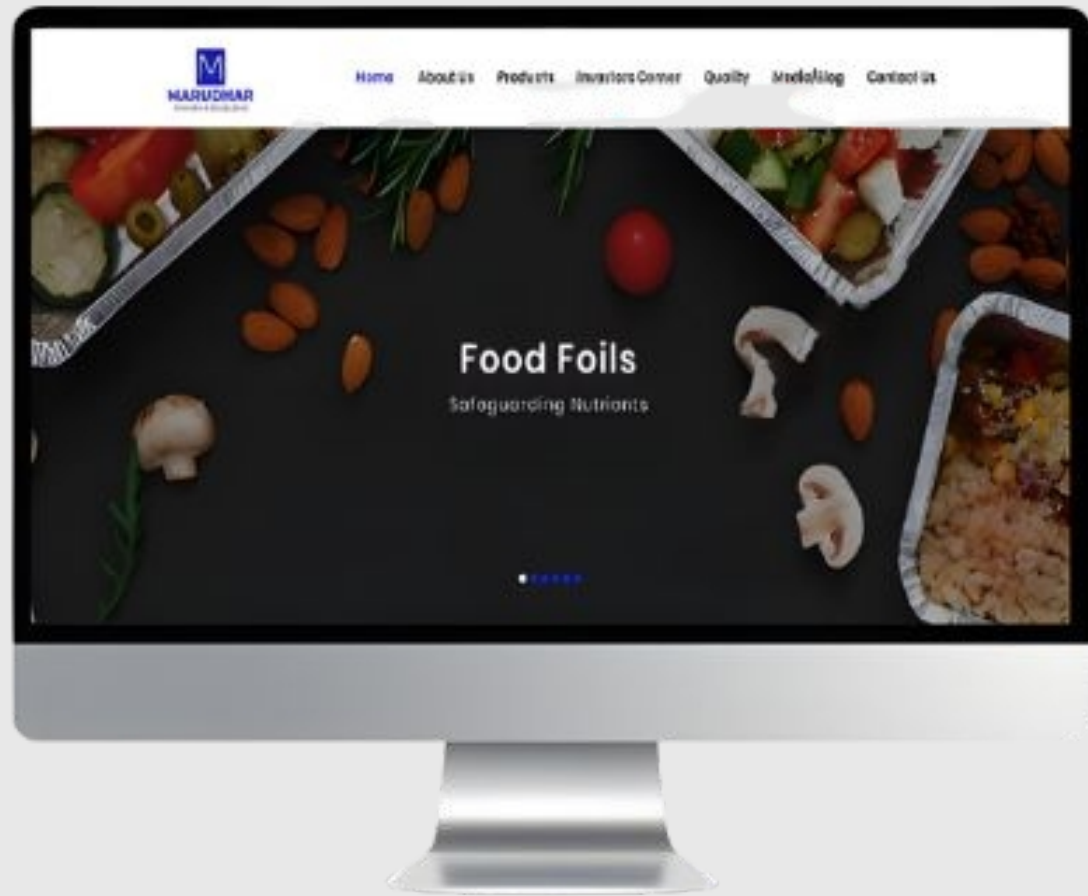 M
MARUDHAR
Home About Us Products Investors Corner Quality Media/Blog Contact Us
Food Foils
Safeguarding Nutrients